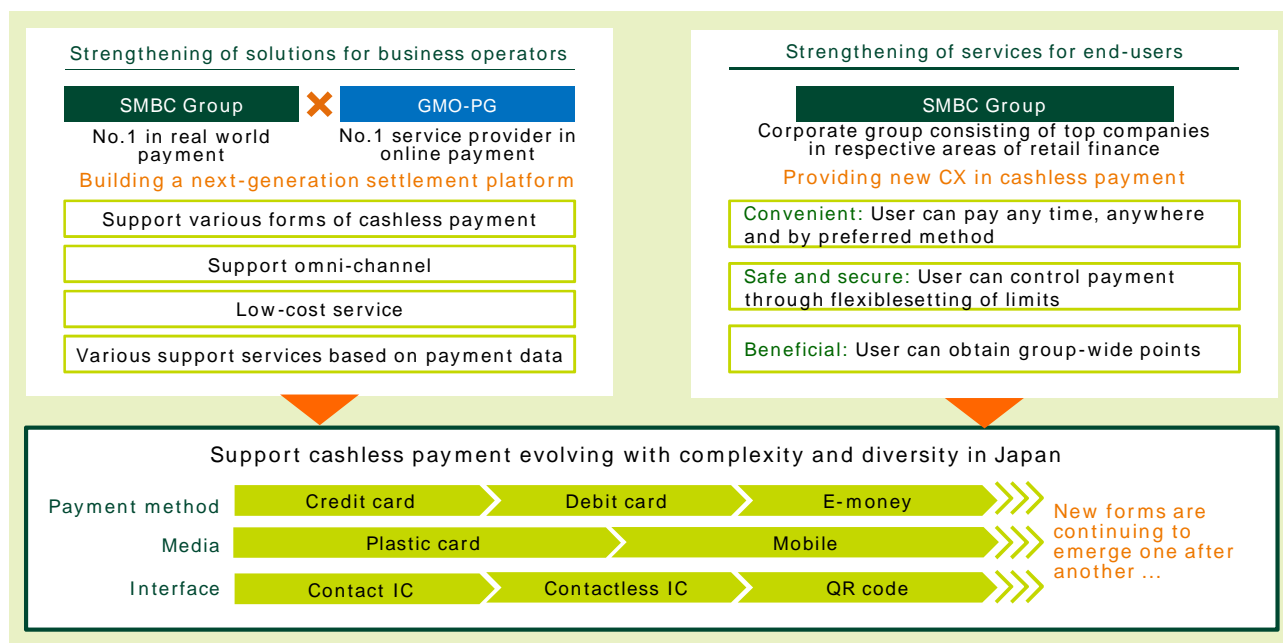 Strengthening of solutions for business operators
SMBC Group
GMO-PG
No.1 in real world
payment
No.1 service provider in
online payment
Building a next-generation settlement platform
Support various forms of cashless payment
Support omni-channel
Low-cost service
Various support services based on payment data
Strengthening of services for end-users
SMBC Group
Corporate group consisting of top companies
in respective areas of retail finance
Providing new CX in cashless payment
Convenient: User can pay any time, anywhere
and by preferred method
Safe and secure: User can control payment
through flexiblesetting of limits
Beneficial: User can obtain group-wide points
Support cashless payment evolving with complexity and diversity in Japan
Payment method
Credit card
Debit card
E-money
Media
Plastic card
Mobile
Interface
Contact IC
Contactless IC
QR code
New forms are
continuing to
emerge one after
another ...